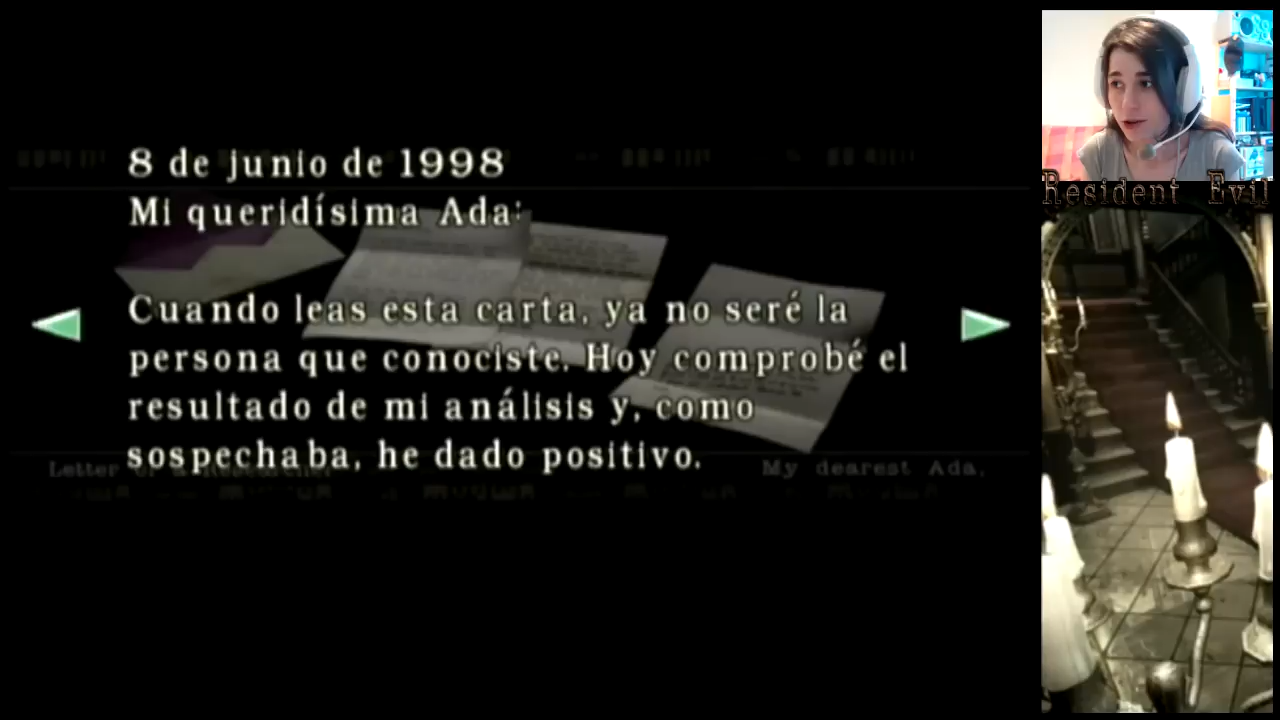 8 de junio de 1998
Mi queridísima Ada:
Cuando leas esta carta, ya no seré la
persona que conociste. Hoy comprobé el
resultado de mi análisis y, como
sospechaba, he dado positivo.
Letter
My dearest Ada,
Resident Evil